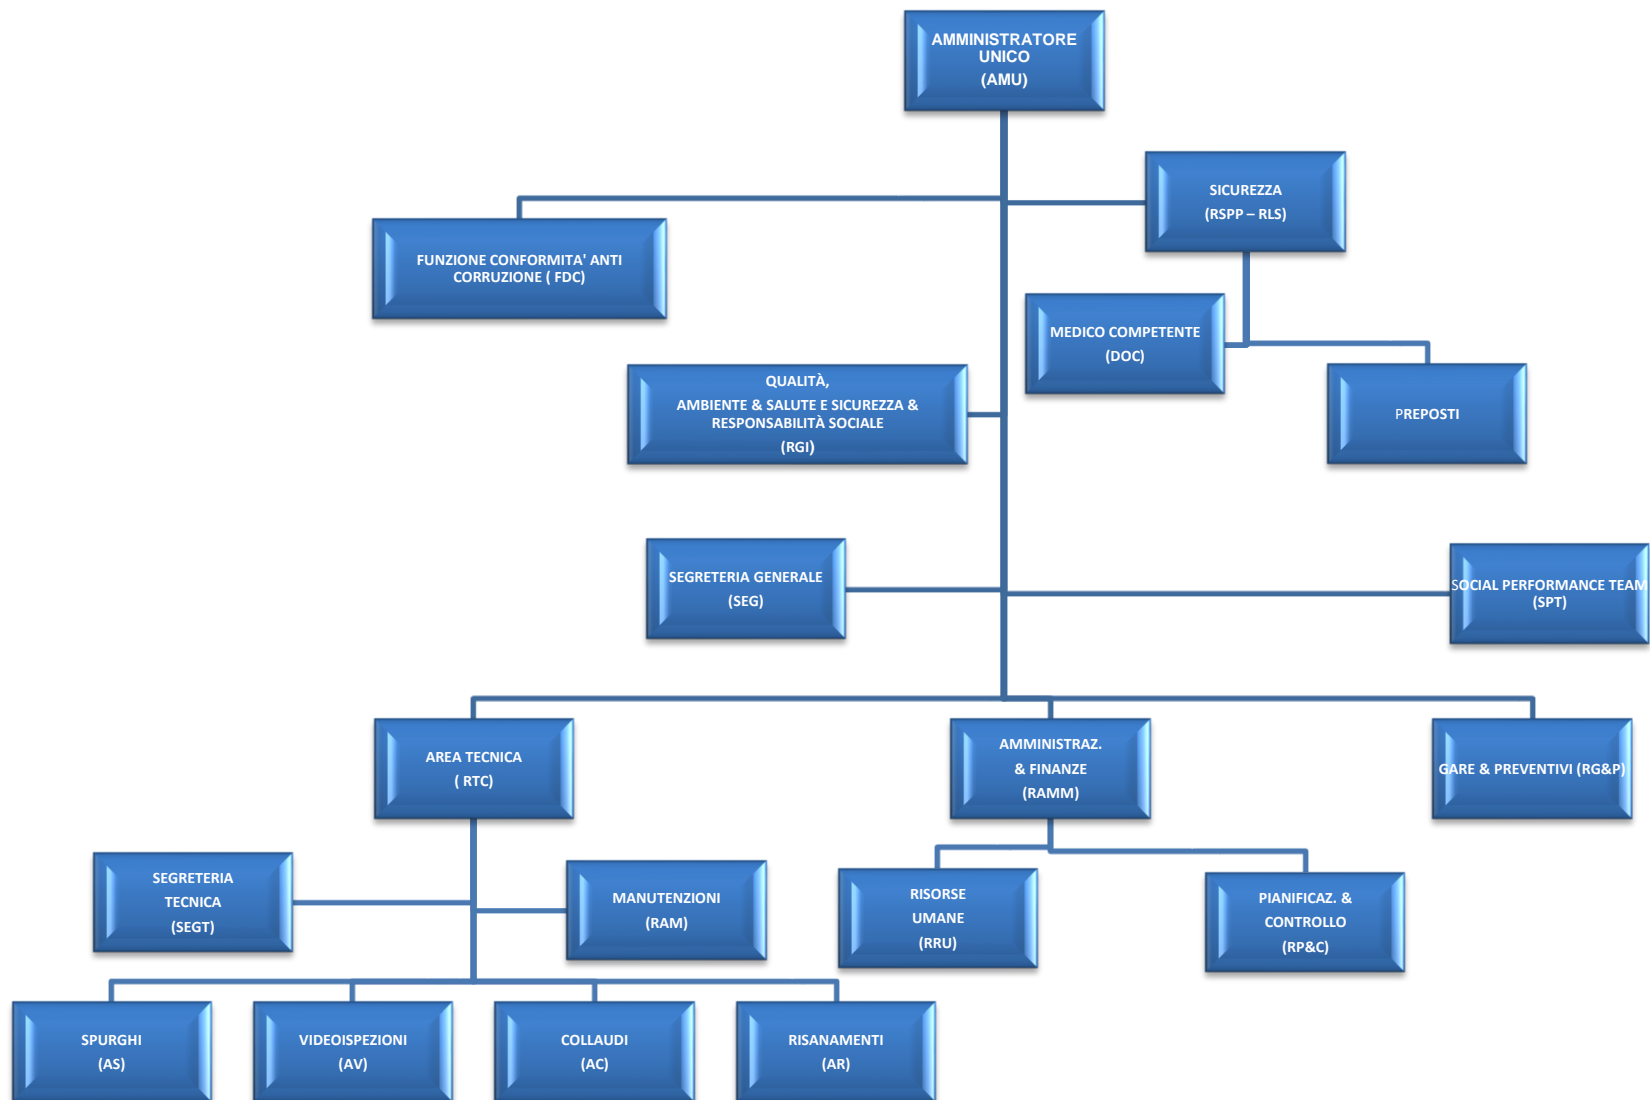 AMMINISTRATORE
UNICO
(AMU)
SICUREZZA
(RSPP – RLS)
FUNZIONE CONFORMITA' ANTI
CORRUZIONE ( FDC)
MEDICO COMPETENTE
(DOC)
PREPOSTI
QUALITÀ,
AMBIENTE & SALUTE E SICUREZZA &
RESPONSABILITÀ SOCIALE
(RGI)
SEGRETERIA GENERALE
(SEG)
SOCIAL PERFORMANCE TEAM
(SPT)
AREA TECNICA
( RTC)
AMMINISTRAZ.
& FINANZE
(RAMM)
GARE & PREVENTIVI (RG&P)
SEGRETERIA
TECNICA
(SEGT)
MANUTENZIONI
(RAM)
RISORSE
UMANE
(RRU)
PIANIFICAZ. &
CONTROLLO
(RP&C)
SPURGHI
(AS)
VIDEOISPEZIONI
(AV)
COLLAUDI
(AC)
RISANAMENTI
(AR)